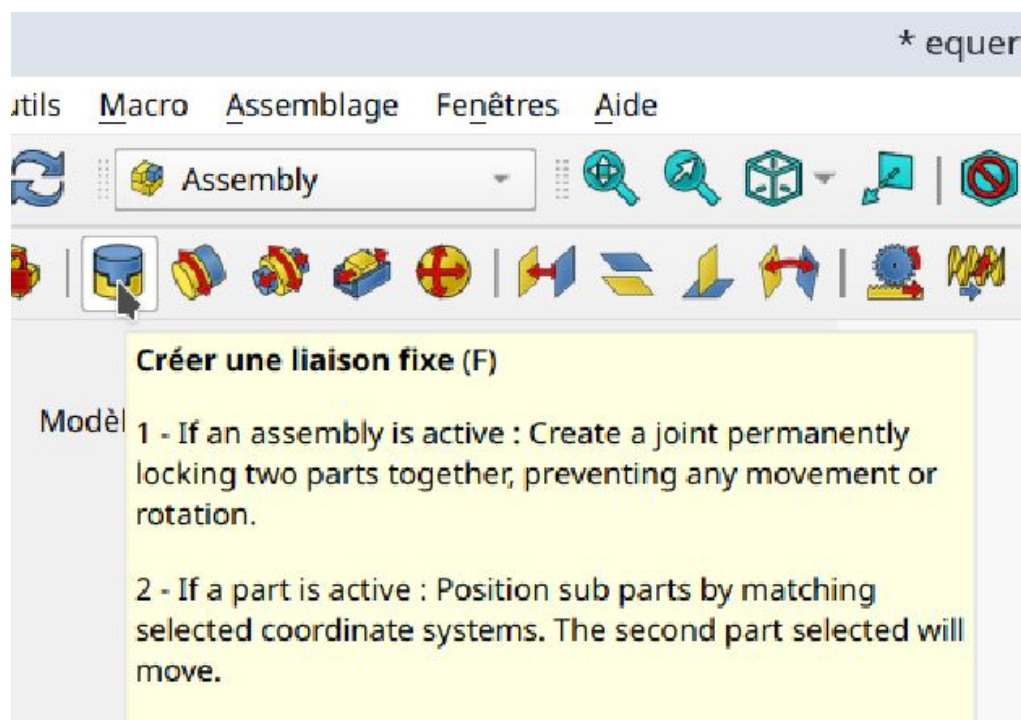 * equer
utils Macro Assemblage Fenêtres Aide
Assembly
Créer une liaison fixe (F)
Modèl
1 - If an assembly is active : Create a joint permanently
locking two parts together, preventing any movement or
rotation.
2 - If a part is active : Position sub parts by matching
selected coordinate systems. The second part selected will
move.